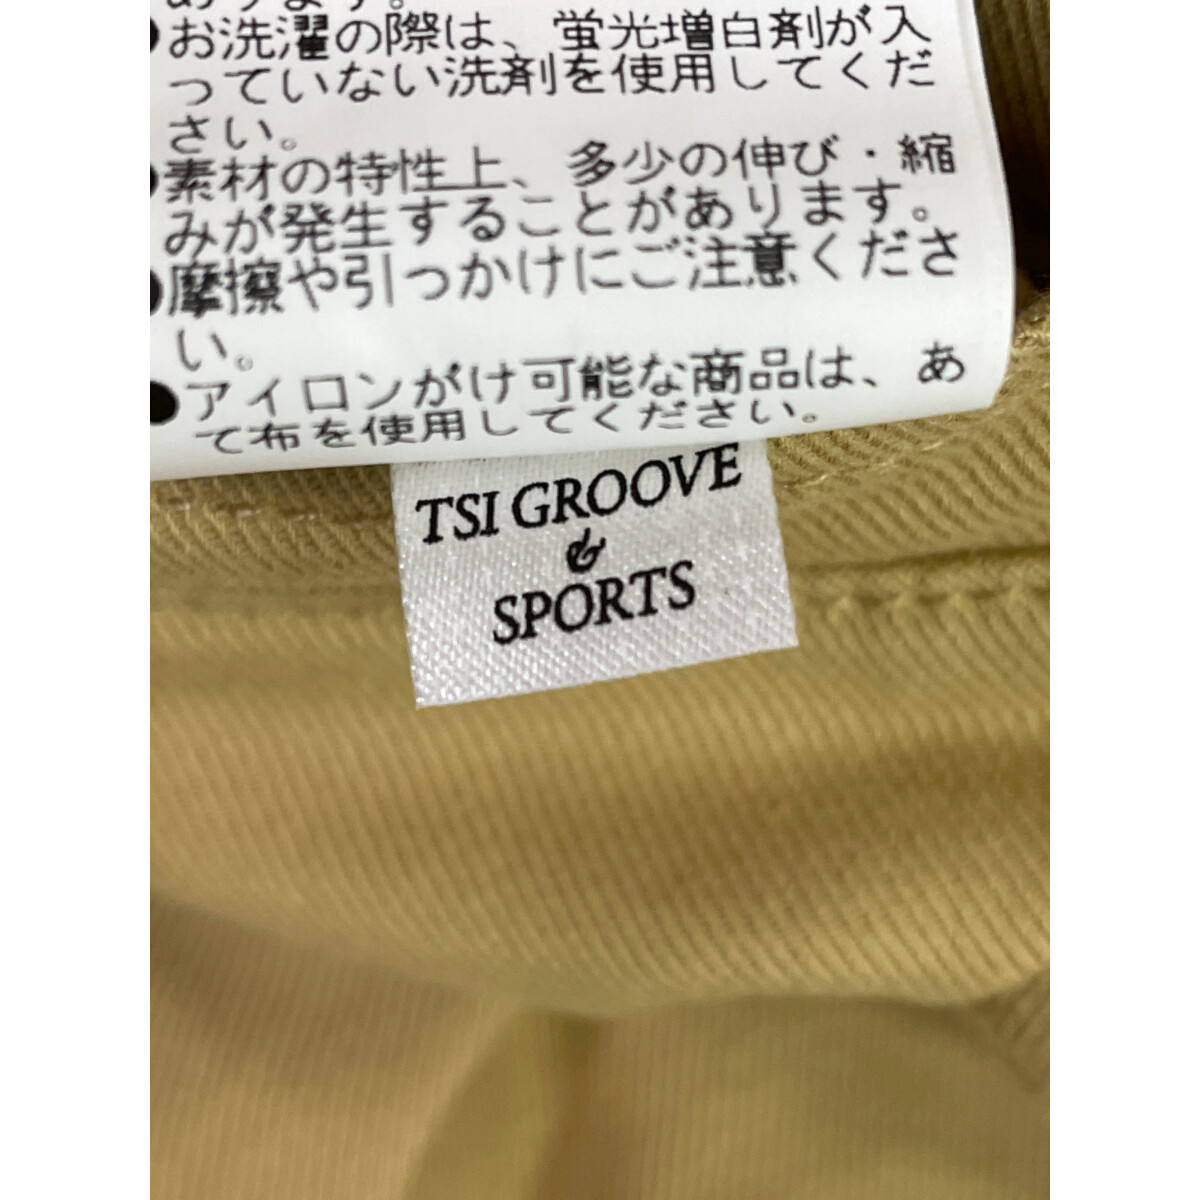 あります。
●お洗濯の際は、蛍光増白剤が入
っていない洗剤を使用してくだ
さい。
●素材の特性上、多少の伸び・縮
みが発生することがあります。
●摩擦や引っかけにご注意くださ
い。
●アイロンがけ可能な商品は、あ
て布を使用してください。
TSI GROOVE
&
SPORTS